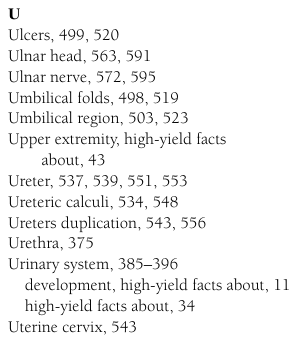 U
Ulcers, 499, 520
Ulnar head, 563, 591
Ulnar nerve, 572, 595
Umbilical folds, 498, 519
Umbilical region, 503, 523
Upper extremity, high-yield facts
about, 43
Ureter, 537, 539, 551, 553
Ureteric calculi, 534, 548
Ureters duplication, 543, 556
Urethra, 375
Urinary system, 385–396
development, high-yield facts about, 11
high-yield facts about, 34
Uterine cervix, 543